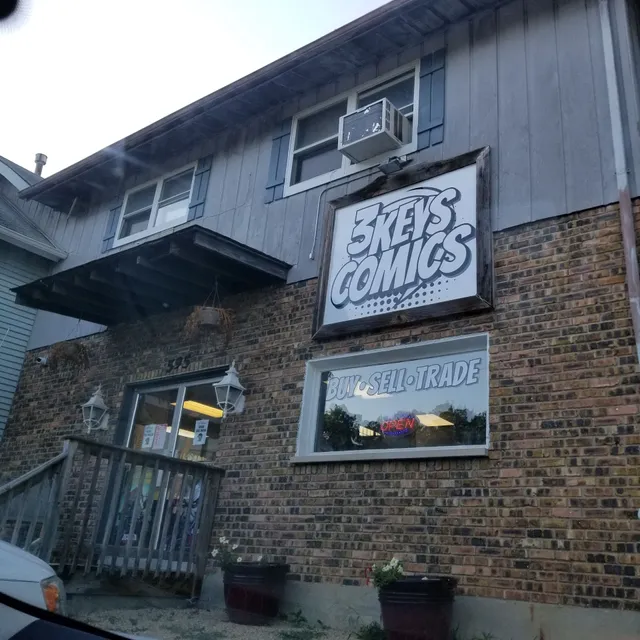 3KEYS
COMICS
BUY • SELL • TRADE
OPEN